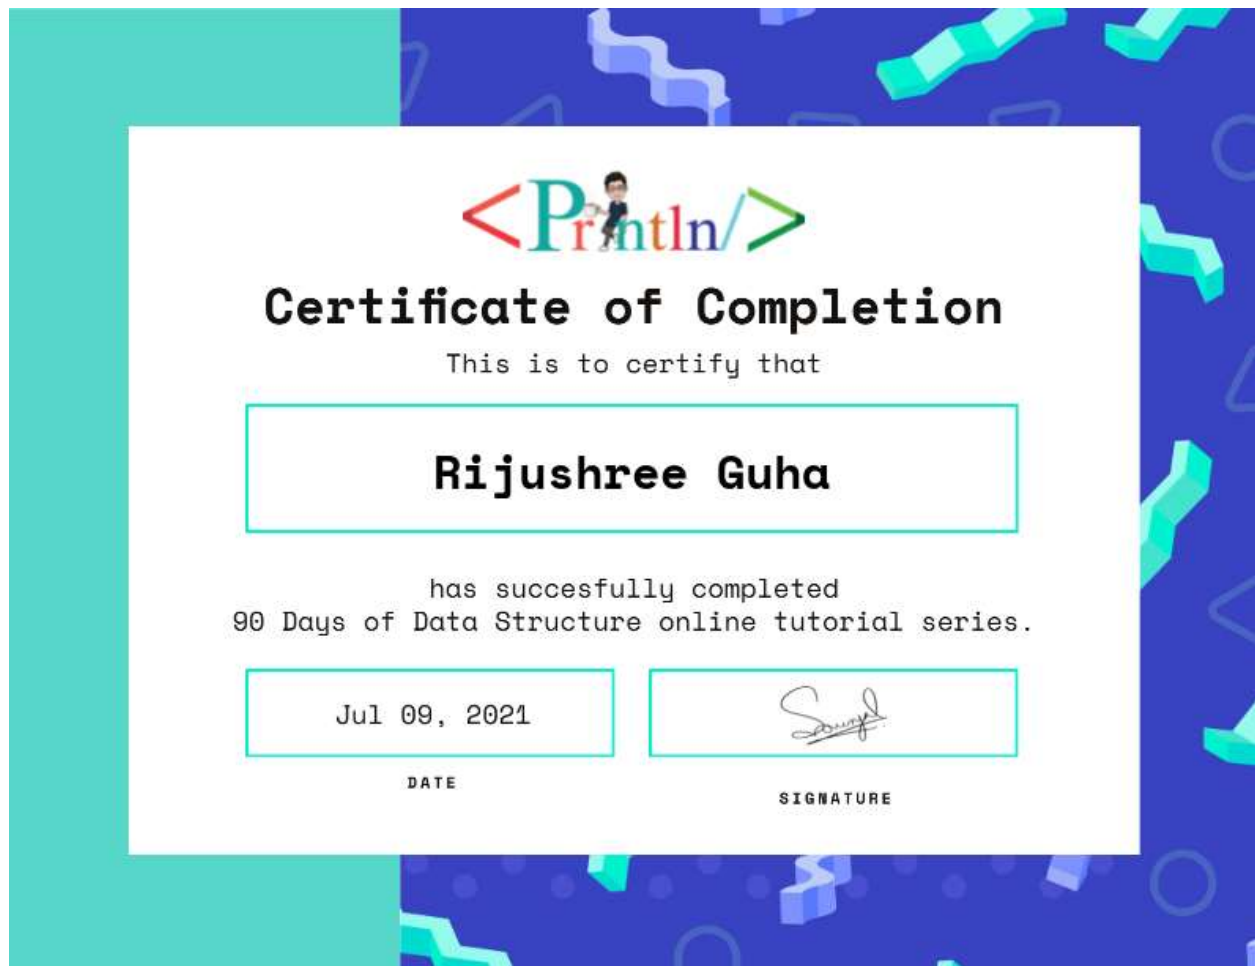 <Println/>
Certificate of Completion
This is to certify that
Rijushree Guha
has succesfully completed
90 Days of Data Structure online tutorial series.
Jul 09, 2021
DATE
SIGNATURE